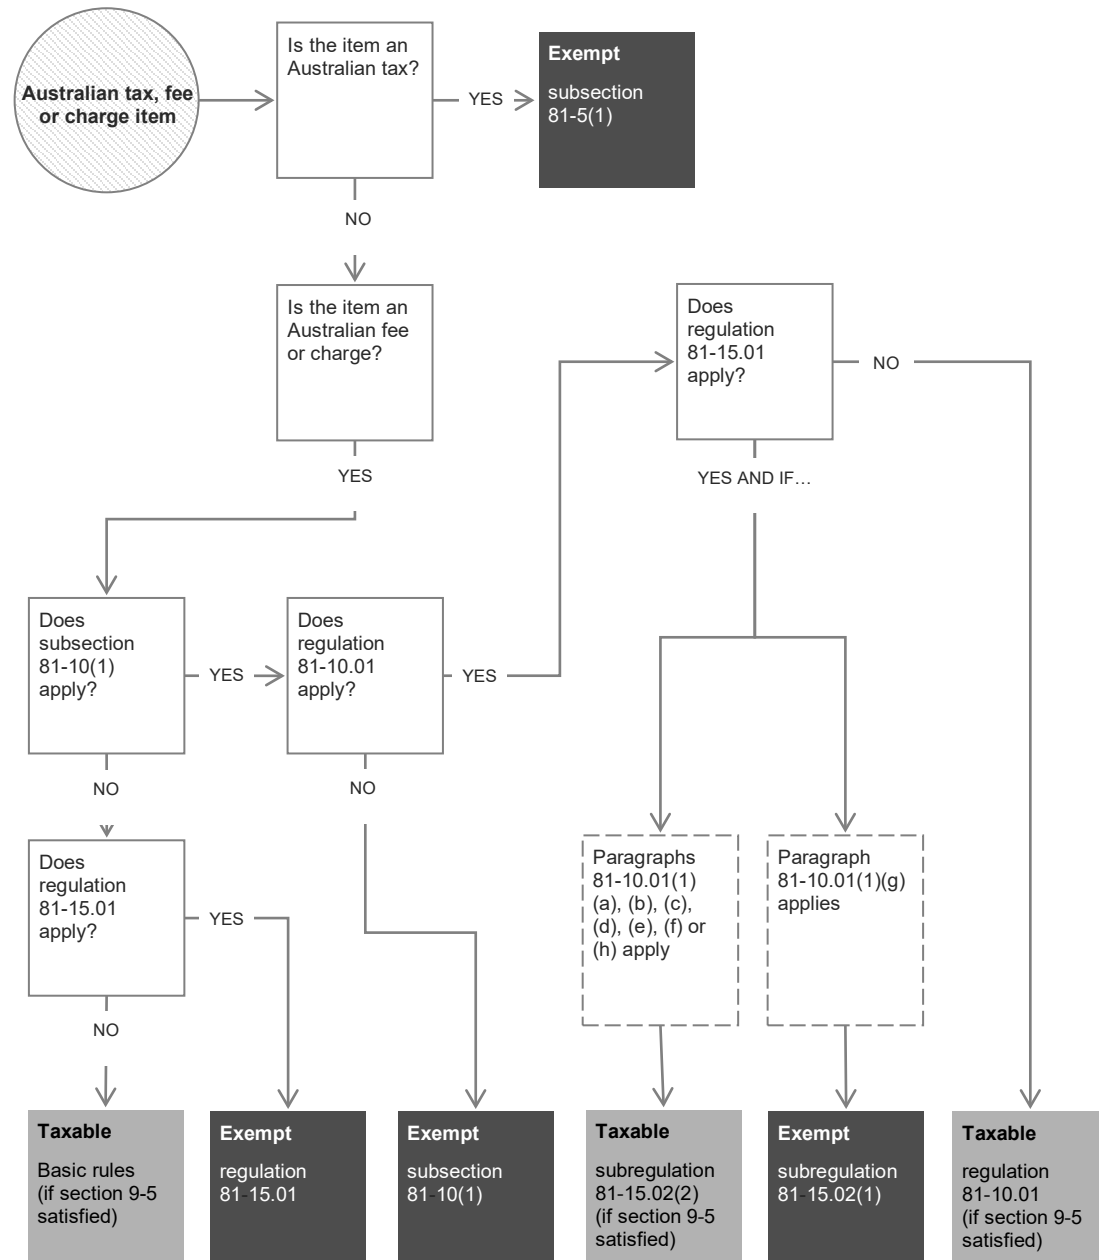 Australian tax, fee
or charge item
Is the item an
Australian tax?
YES
Exempt
subsection
81-5(1)
NO
Is the item an
Australian fee
or charge?
YES
Does
regulation
81-15.01
apply?
NO
YES AND IF…
Does
subsection
81-10(1)
apply?
YES
Does
regulation
81-10.01
apply?
YES
NO
NO
Does
regulation
81-15.01
apply?
YES
NO
Paragraphs
81-10.01(1)
(a), (b), (c),
(d), (e), (f) or
(h) apply
Paragraph
81-10.01(1)(g)
applies
Taxable
Basic rules
(if section 9-5
satisfied)
Exempt
regulation
81-15.01
Exempt
subsection
81-10(1)
Taxable
subregulation
81-15.02(2)
(if section 9-5
satisfied)
Exempt
subregulation
81-15.02(1)
Taxable
regulation
81-10.01
(if section 9-5
satisfied)